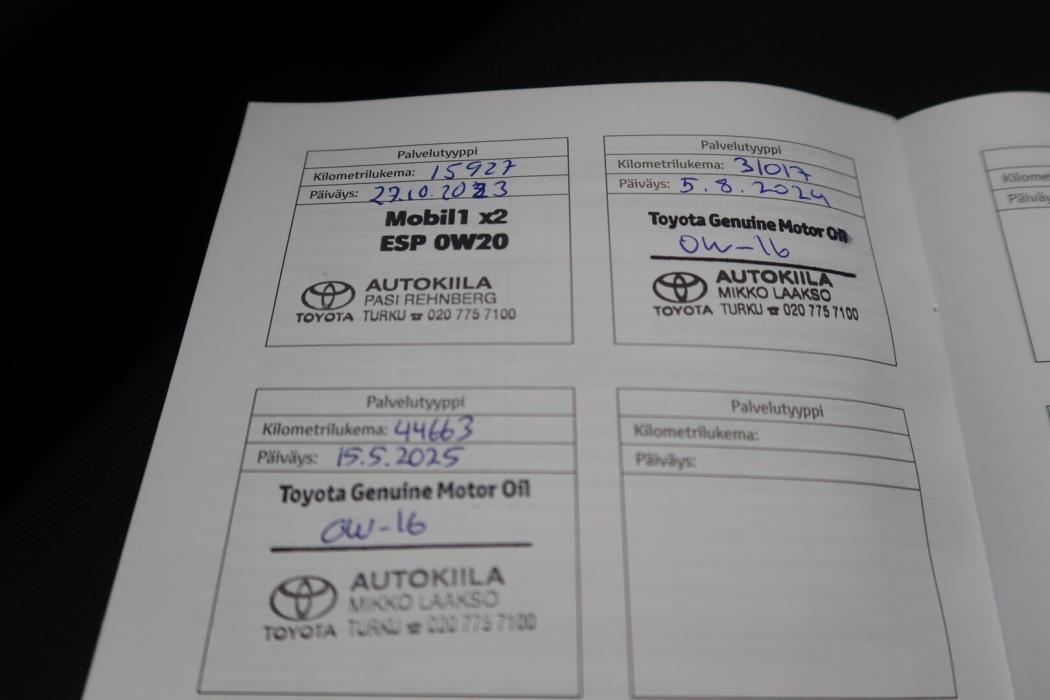 Palvelutyyppi
Kilometrilukema: 15927
Päiväys: 27.10.2023
Mobil1 x2
ESP 0W20
AUTOKIILA
PASI REHNBERG
TOYOTA TURKU ☎ 020 775 7100
Palvelutyyppi
Kilometrilukema: 31017
Päiväys: 5.8.2024
Toyota Genuine Motor Oil
0W-16
AUTOKIILA
MIKKO LAAKSO
TOYOTA TURKU ☎ 020 775 7100
Palvelutyyppi
Kilometrilukema: 44663
Päiväys: 15.5.2025
Toyota Genuine Motor Oil
0W-16
AUTOKIILA
MIKKO LAAKSO
TOYOTA TURKU ☎ 020 775 7100
Palvelutyyppi
Kilometrilukema:
Päiväys: